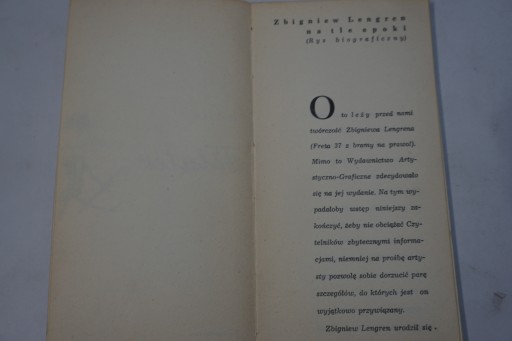 Zbigniew Lengren
na tle epoki
(Rys biograficzny)
Oto leży przed nami
twórczość Zbigniewa Lengrena
(Freta 37 z bramy na prawo!).
Mimo to Wydawnictwo Arty-
styczno-Graficzne zdecydowało
się na jej wydanie. Na tym wy-
padałoby wstęp niniejszy za-
kończyć, żeby nie obciążać Czy-
telników zbytecznymi informa-
cjami, niemniej na prośbę arty-
sty pozwolę sobie dorzucić parę
szczegółów, do których jest on
wyjątkowo przywiązany.
Zbigniew Lengren urodził się -